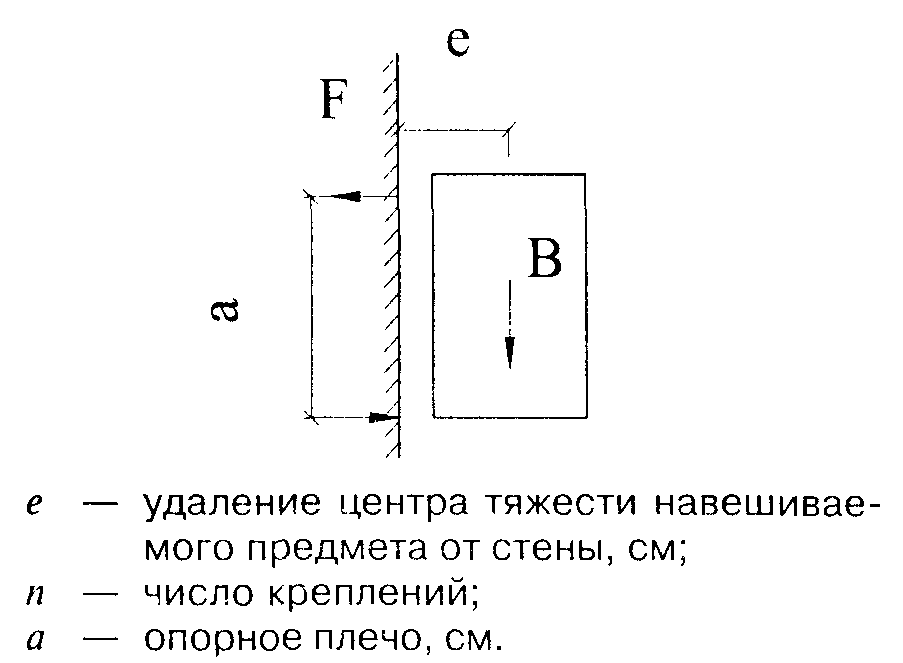 e
F
B
a
e — удаление центра тяжести навешивае-
мого предмета от стены, см;
n — число креплений;
a — опорное плечо, см.